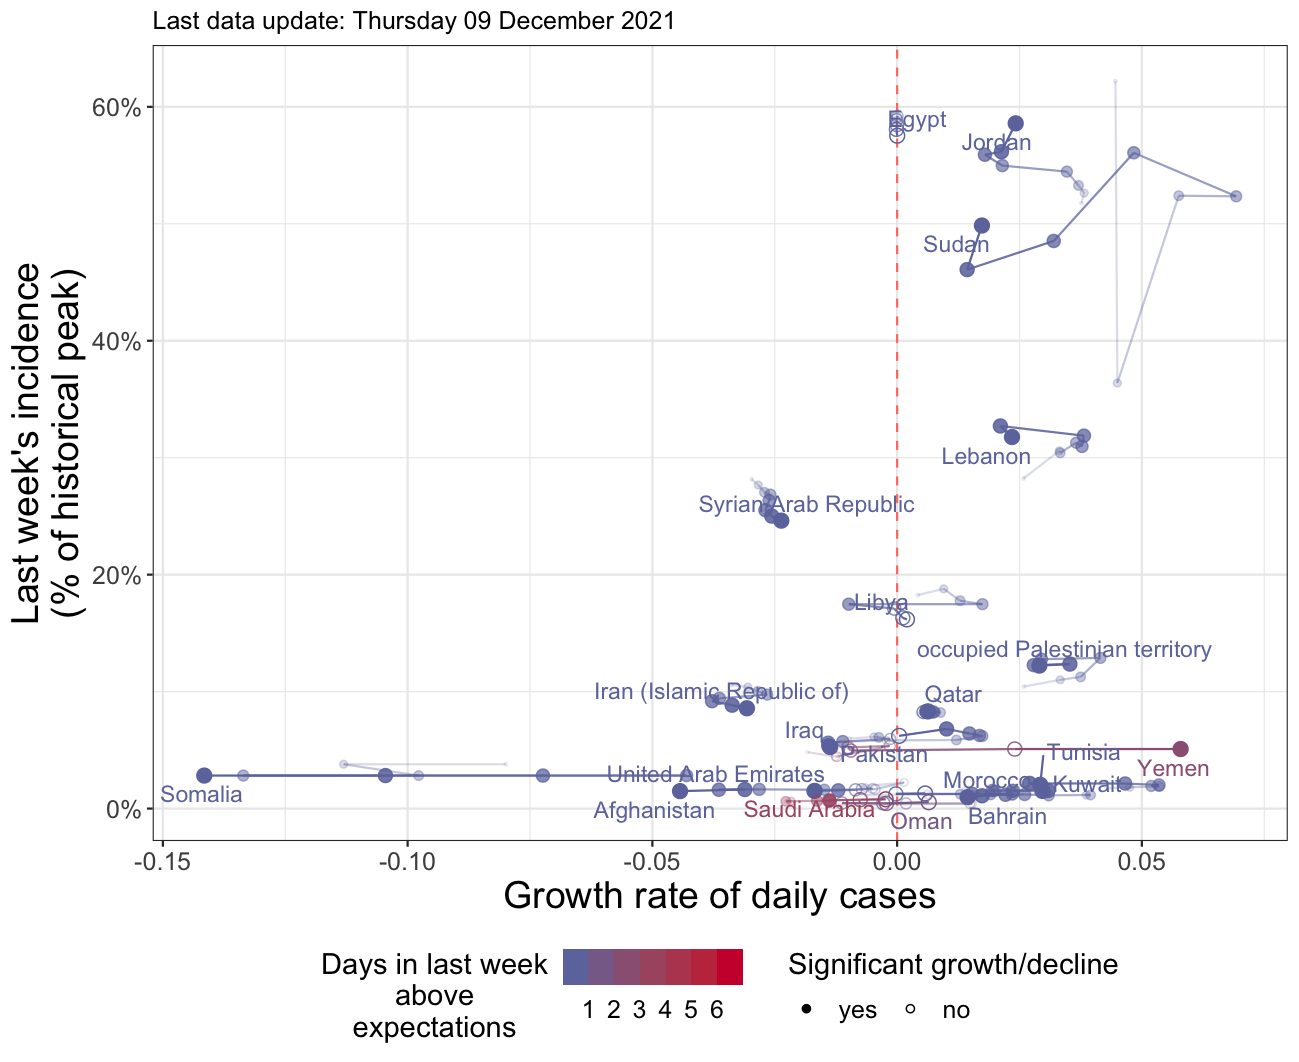 Last data update: Thursday 09 December 2021
Last week's incidence
(% of historical peak)
60%
40%
20%
0%
Egypt
Jordan
Sudan
Lebanon
Syrian Arab Republic
Libya
occupied Palestinian territory
Iran (Islamic Republic of)
Qatar
Iraq
Pakistan
Tunisia
Yemen
United Arab Emirates
Morocco
Kuwait
Somalia
Afghanistan
Saudi Arabia
Oman
Bahrain
-0.15
-0.10
-0.05
0.00
0.05
Growth rate of daily cases
Days in last week
above
expectations
1 2 3 4 5 6
Significant growth/decline
yes
no